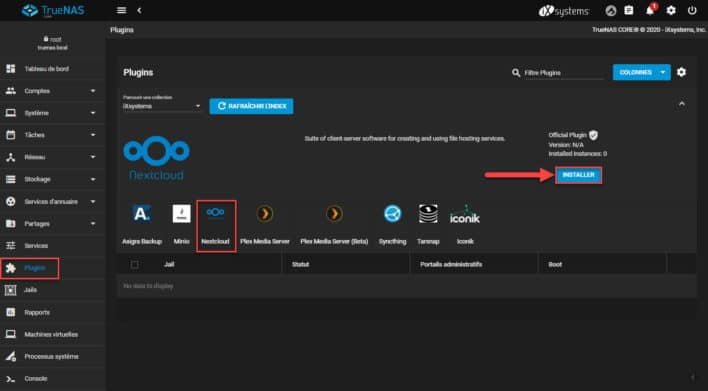 TrueNAS
CORE
iXsystems
1
root
truenas.local
Plugins
TrueNAS CORE® © 2020 - iXsystems, Inc.
Tableau de bord
Comptes
Système
Tâches
Réseau
Stockage
Services d'annuaire
Partages
Services
Plugins
Jails
Rapports
Machines virtuelles
Processus système
Console
Plugins
Filtre Plugins
COLONNES
Parcourir une collection
iXsystems
RAFRAÎCHIR L'INDEX
Nextcloud
Suite of client server software for creating and using file hosting services.
Official Plugin
Version: N/A
Installed Instances: 0
INSTALLER
iconik
Asigra Backup
Minio
Nextcloud
Plex Media Server
Plex Media Server (Beta)
Syncthing
Tarsnap
Iconik
Jail
Statut
Portails administratifs
Boot
No data to display